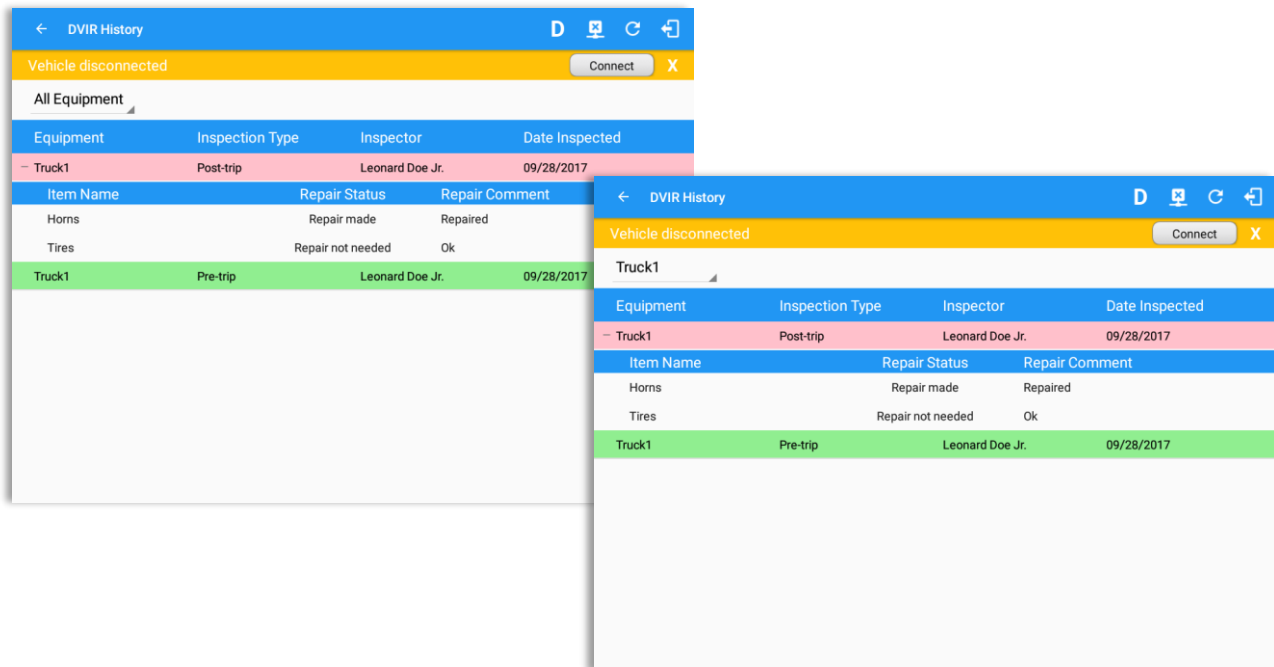 DVIR History D
Vehicle disconnected Connect X
All Equipment
Equipment Inspection Type Inspector Date Inspected
− Truck1 Post-trip Leonard Doe Jr. 09/28/2017
Item Name Repair Status Repair Comment
Horns Repair made Repaired
Tires Repair not needed Ok
Truck1 Pre-trip Leonard Doe Jr. 09/28/2017
DVIR History D
Vehicle disconnected Connect X
Truck1
Equipment Inspection Type Inspector Date Inspected
− Truck1 Post-trip Leonard Doe Jr. 09/28/2017
Item Name Repair Status Repair Comment
Horns Repair made Repaired
Tires Repair not needed Ok
Truck1 Pre-trip Leonard Doe Jr. 09/28/2017